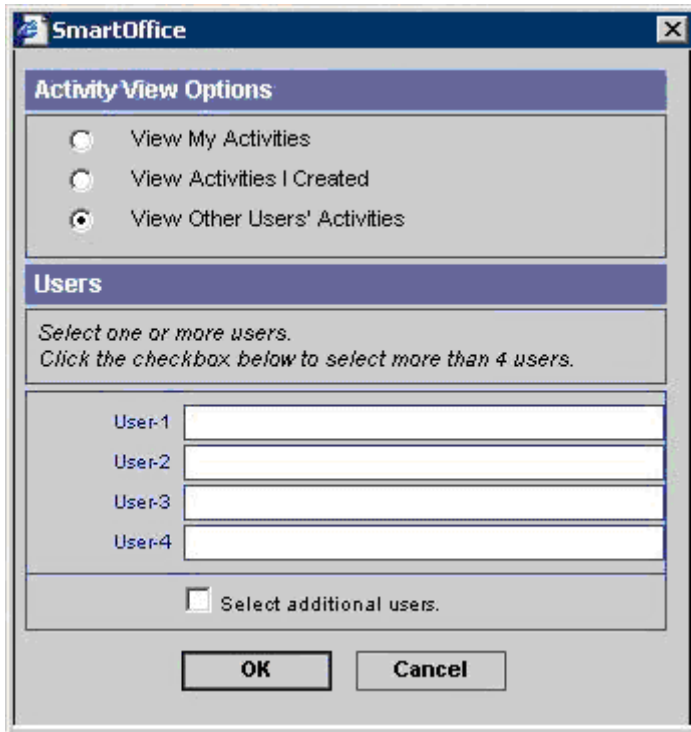 SmartOffice
Activity View Options
View My Activities
View Activities I Created
View Other Users' Activities
Users
Select one or more users.
Click the checkbox below to select more than 4 users.
User-1
User-2
User-3
User-4
Select additional users.
OK
Cancel